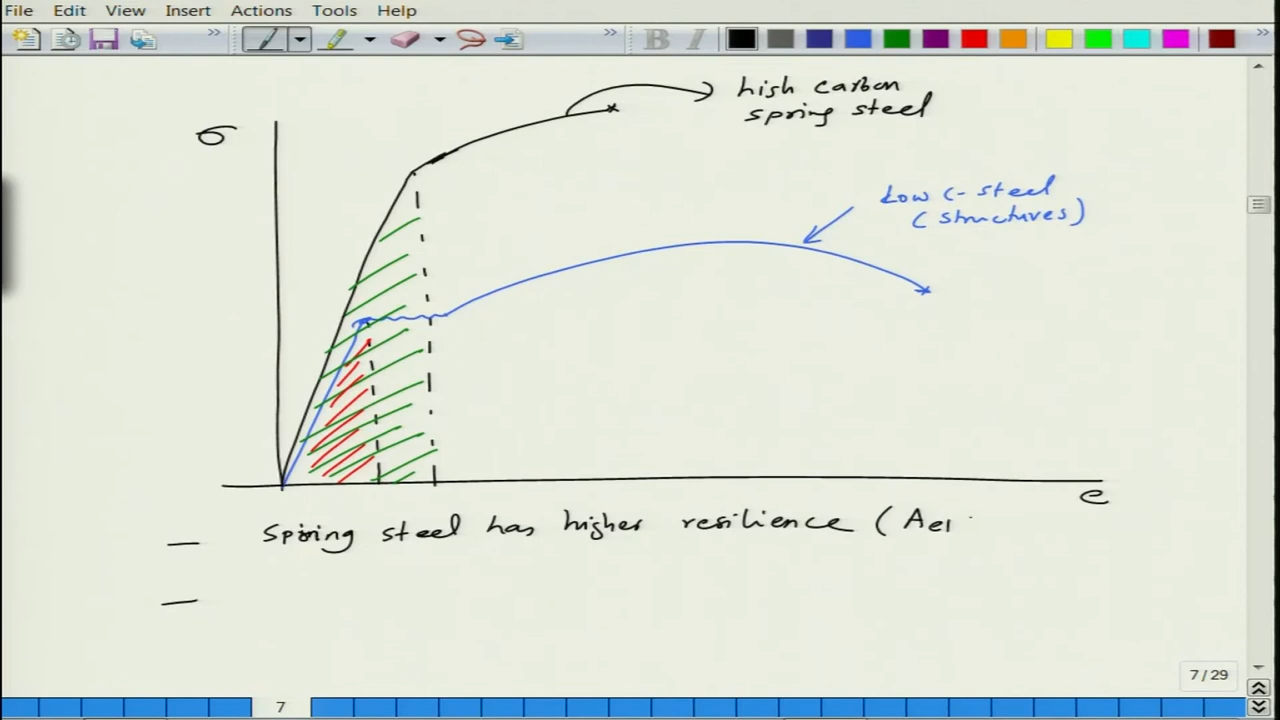 File Edit View Insert Actions Tools Help
B I
high carbon
spring steel
σ
Low C-steel
(structures)
e
— Spring steel has higher resilience (Ael
—
7 / 29
7